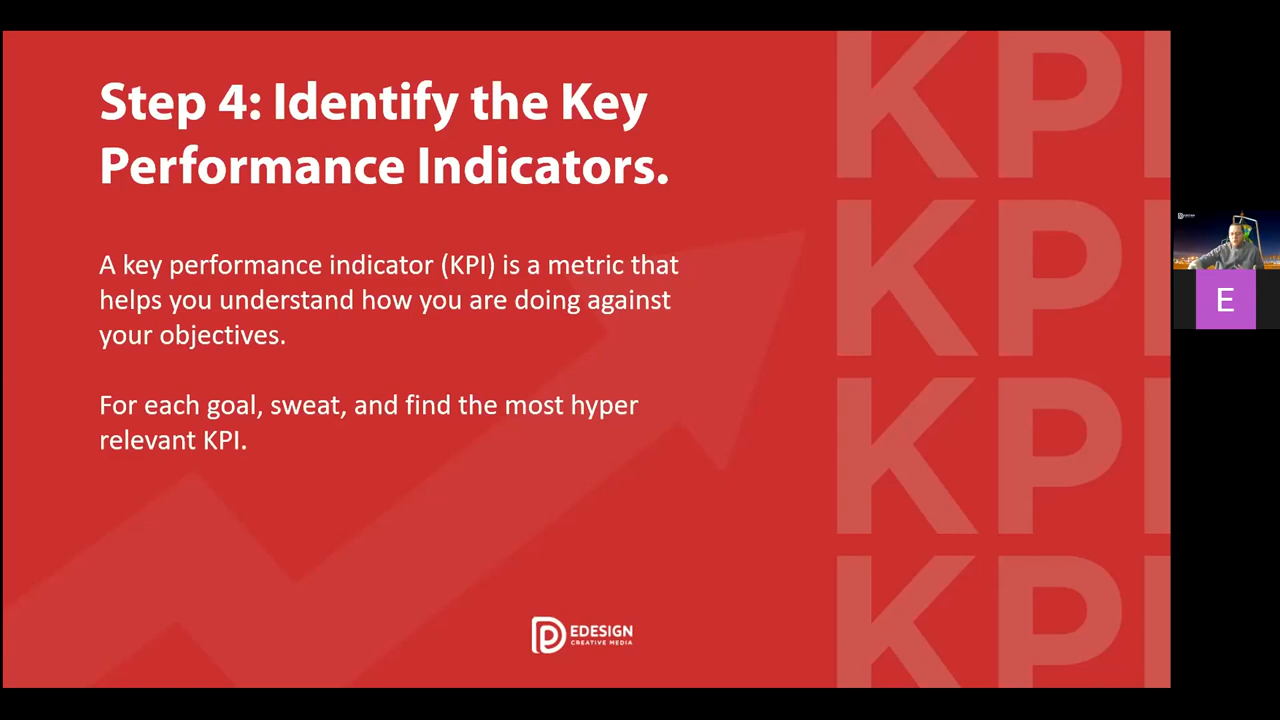 Step 4: Identify the Key
Performance Indicators.
A key performance indicator (KPI) is a metric that
helps you understand how you are doing against
your objectives.
For each goal, sweat, and find the most hyper
relevant KPI.
EDESIGN
CREATIVE MEDIA
KPI
KPI
KPI
KPI
E